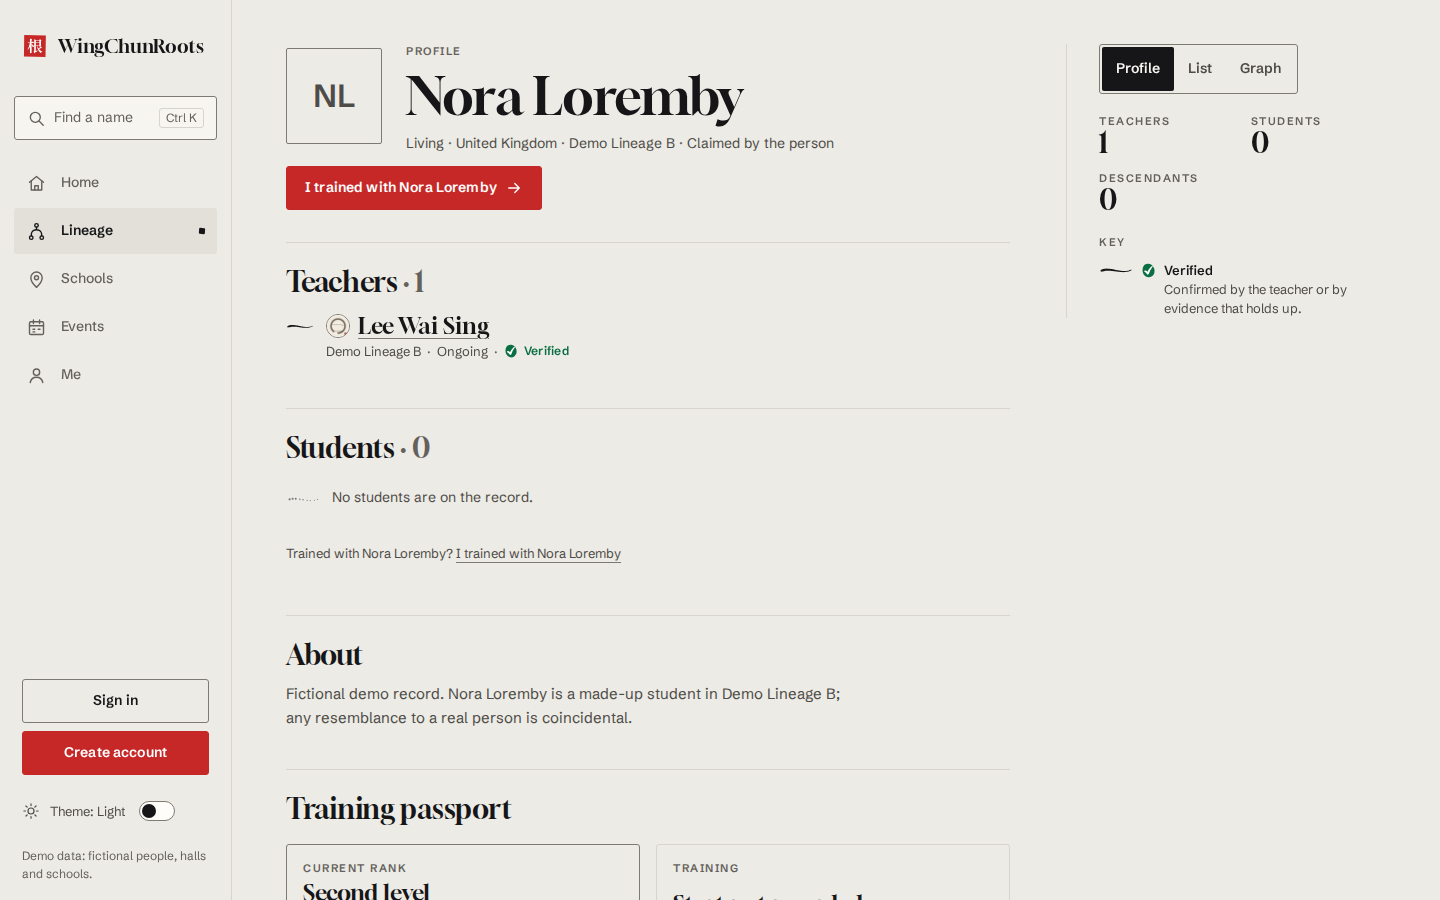 根 WingChunRoots
Find a name Ctrl K
Home
Lineage
Schools
Events
Me
Sign in
Create account
Theme: Light
Demo data: fictional people, halls
and schools.
NL
PROFILE
Nora Loremby
Living · United Kingdom · Demo Lineage B · Claimed by the person
I trained with Nora Loremby →
Teachers · 1
Lee Wai Sing
Demo Lineage B · Ongoing · Verified
Students · 0
No students are on the record.
Trained with Nora Loremby? I trained with Nora Loremby
About
Fictional demo record. Nora Loremby is a made-up student in Demo Lineage B;
any resemblance to a real person is coincidental.
Training passport
CURRENT RANK
Second level
TRAINING
Profile List Graph
TEACHERS
1
STUDENTS
0
DESCENDANTS
0
KEY
Verified
Confirmed by the teacher or by
evidence that holds up.